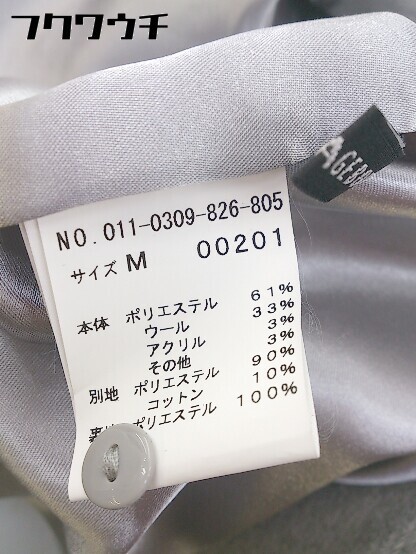 フクワウチ
AGEB
NO.011-0309-826-805
サイズ M 00201
本体 ポリエステル 61%
ウール 33%
アクリル 3%
その他 3%
別地 ポリエステル 90%
コットン 10%
裏地 ポリエステル 100%